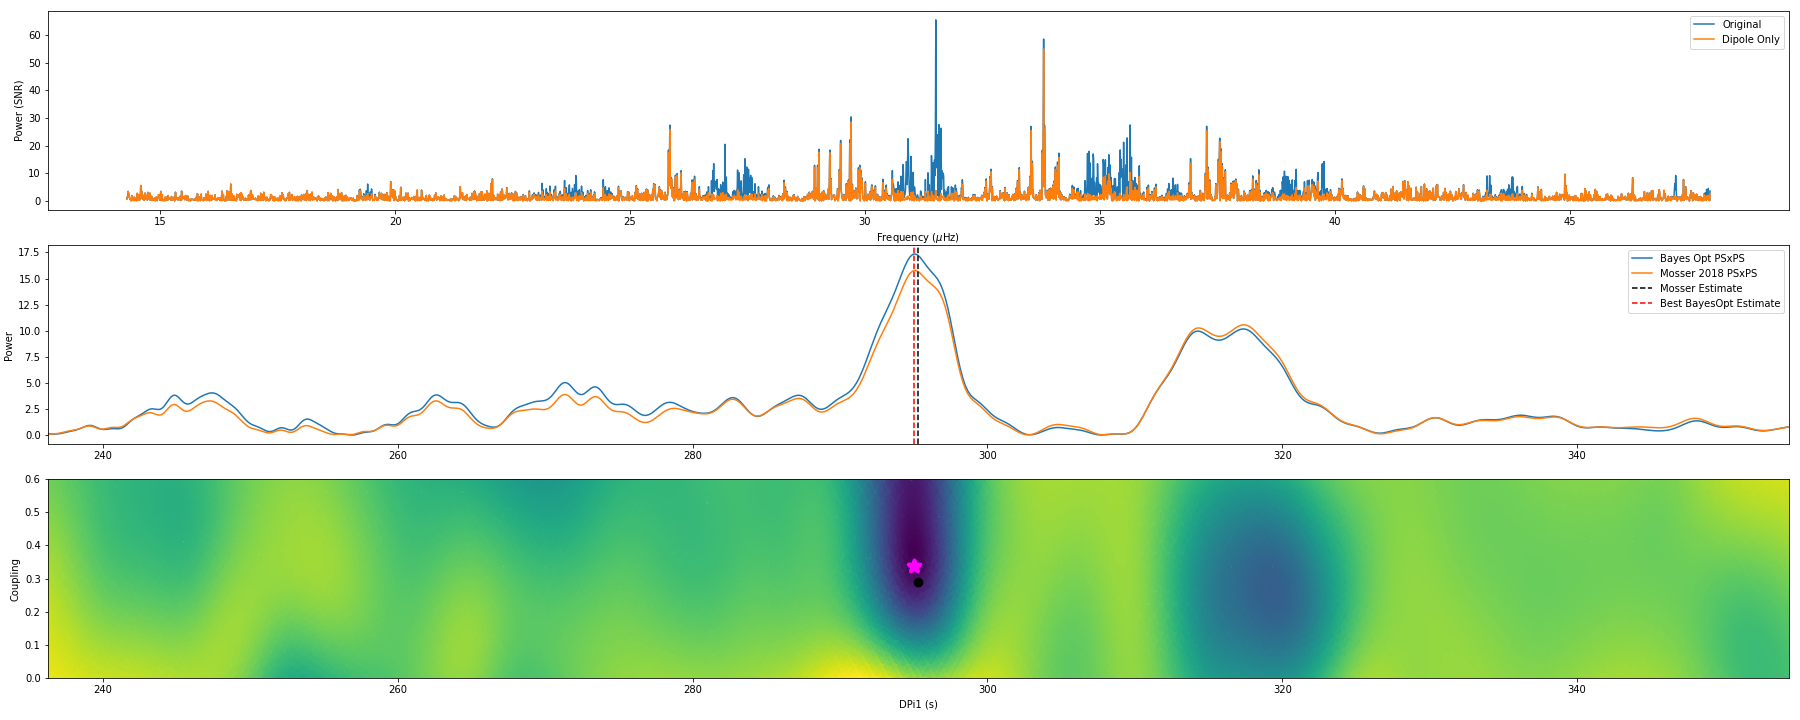 Power (SNR)
60
50
40
30
20
10
0
Original
Dipole Only
15 20 25 30 35 40 45
Frequency (μHz)
Power
17.5
15.0
12.5
10.0
7.5
5.0
2.5
0.0
Bayes Opt PSxPS
Mosser 2018 PSxPS
Mosser Estimate
Best BayesOpt Estimate
240 260 280 300 320 340
Coupling
0.6
0.5
0.4
0.3
0.2
0.1
0.0
240 260 280 300 320 340
DPi1 (s)